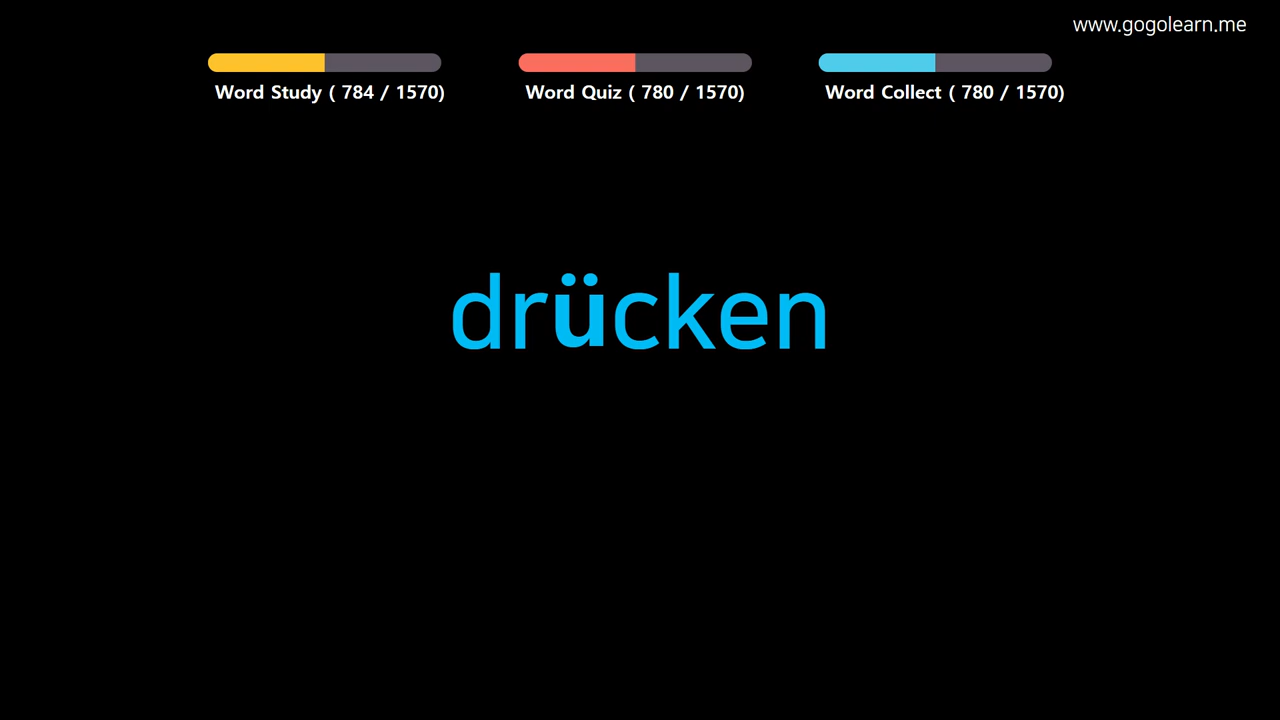 www.gogolearn.me
Word Study ( 784 / 1570)
Word Quiz ( 780 / 1570)
Word Collect ( 780 / 1570)
drücken